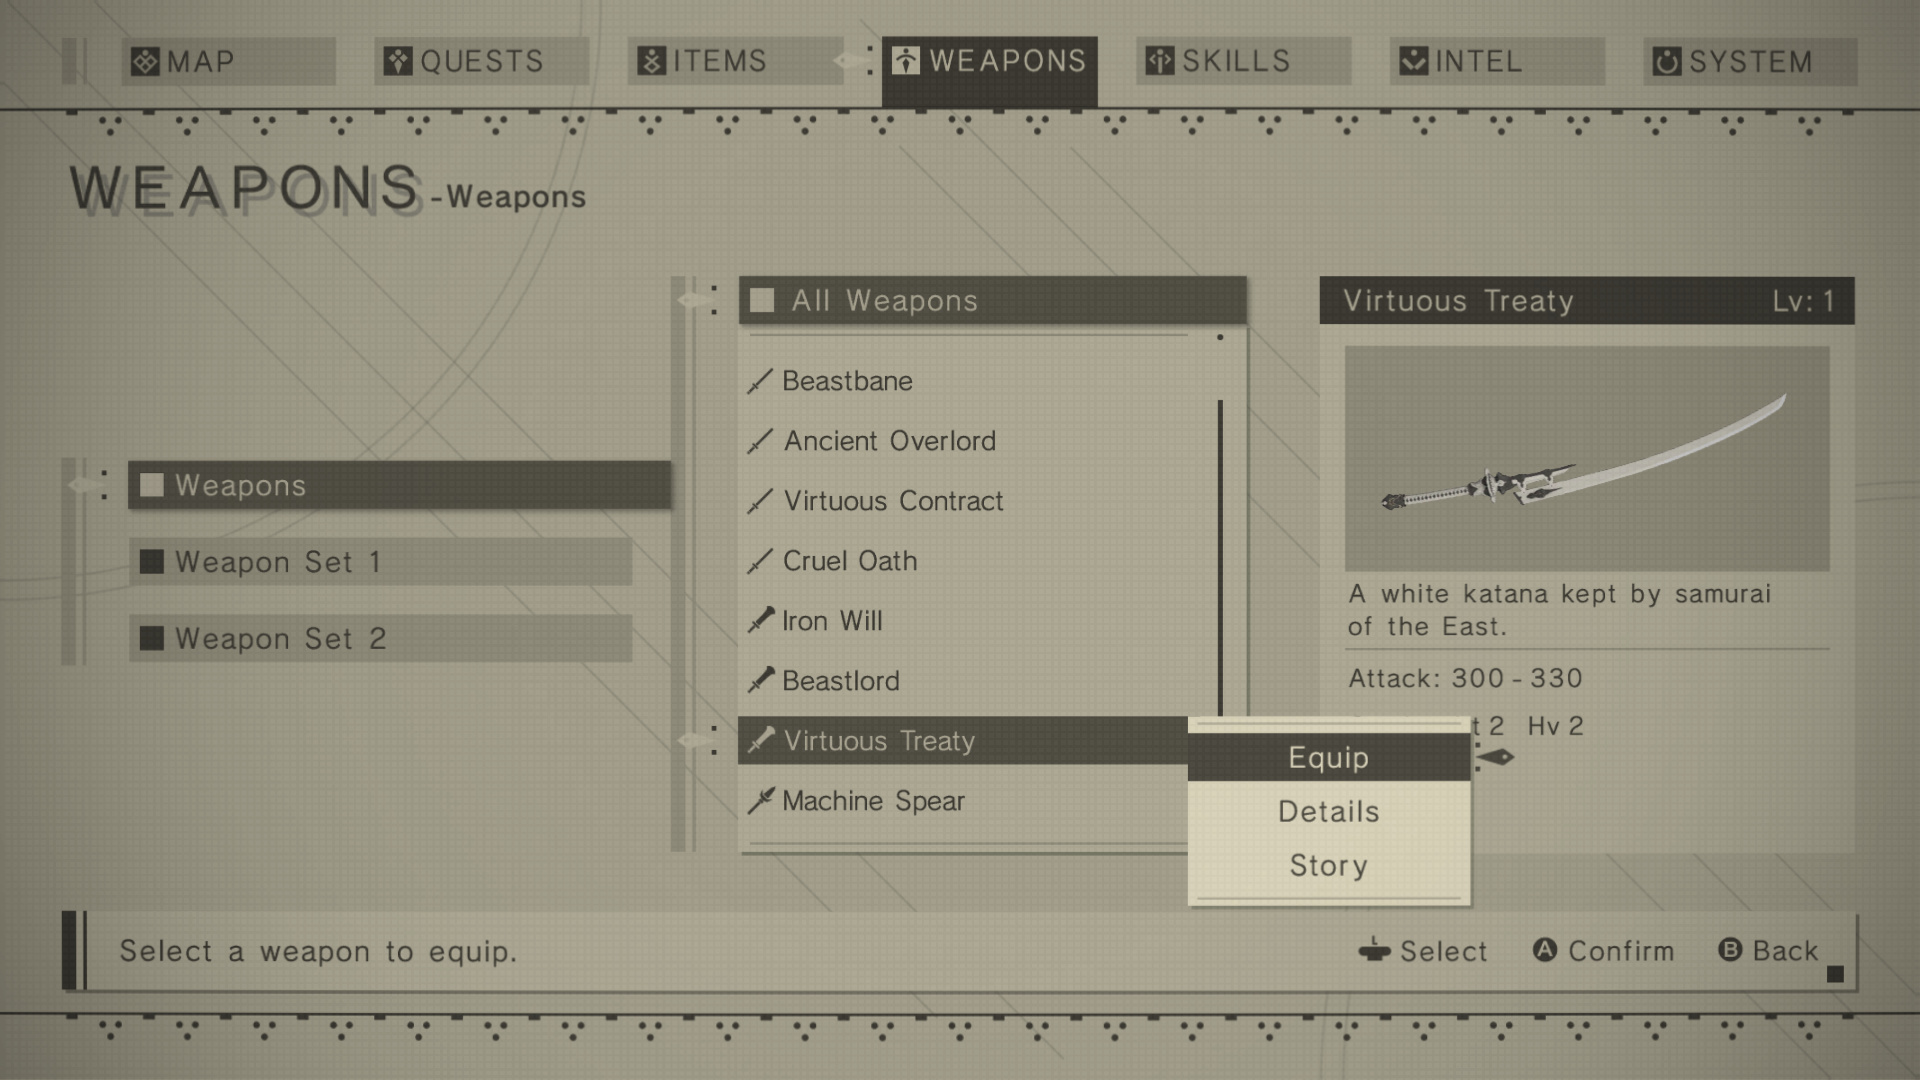 MAP
QUESTS
ITEMS
WEAPONS
SKILLS
INTEL
SYSTEM
WEAPONS -Weapons
Weapons
Weapon Set 1
Weapon Set 2
All Weapons
Beastbane
Ancient Overlord
Virtuous Contract
Cruel Oath
Iron Will
Beastlord
Virtuous Treaty
Machine Spear
Virtuous Treaty Lv: 1
A white katana kept by samurai
of the East.
Attack: 300 - 330
2 Hv 2
Equip
Details
Story
Select a weapon to equip.
L Select
A Confirm
B Back